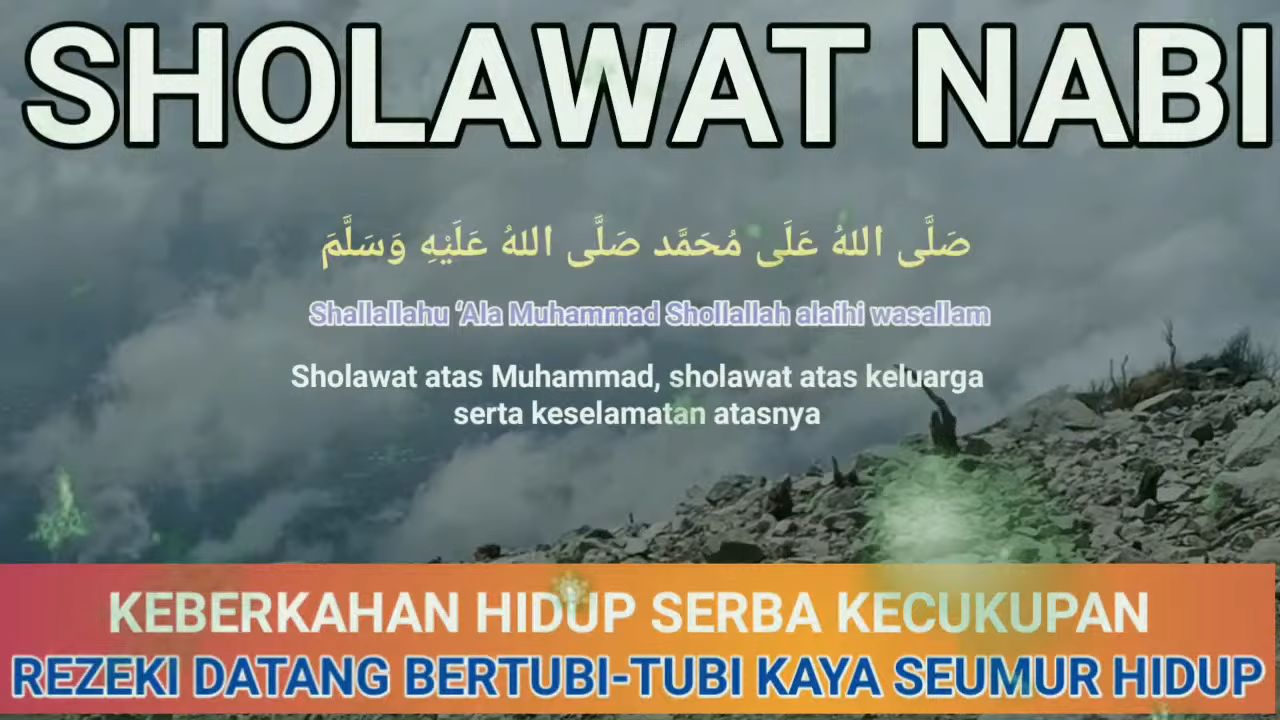 SHOLAWAT NABI
صَلَّى اللهُ عَلَى مُحَمَّد صَلَّى اللهُ عَلَيْهِ وَسَلَّمَ
Shallallahu ‘Ala Muhammad Shollallah alaihi wasallam
Sholawat atas Muhammad, sholawat atas keluarga
serta keselamatan atasnya
KEBERKAHAN HIDUP SERBA KECUKUPAN
REZEKI DATANG BERTUBI-TUBI KAYA SEUMUR HIDUP